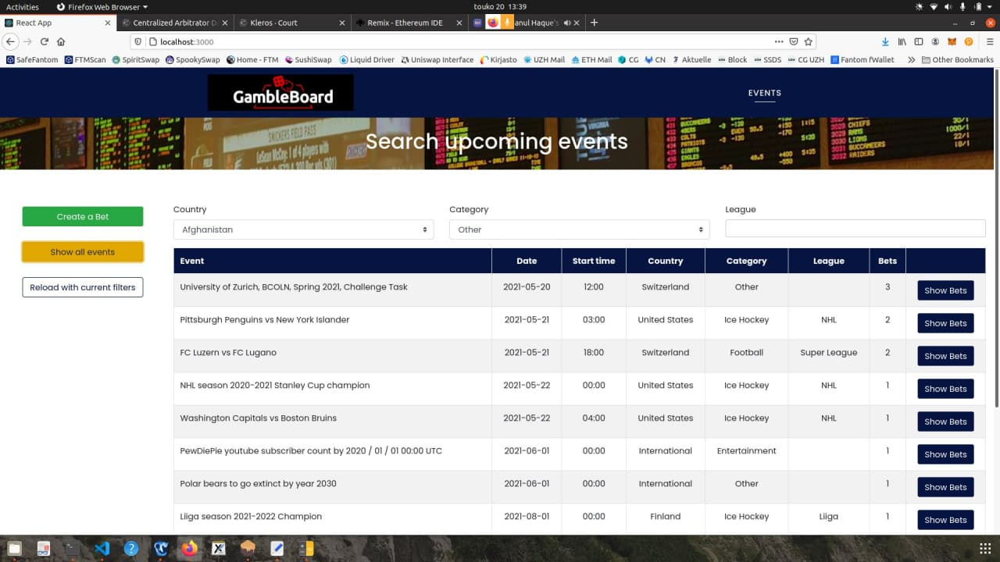 Activities Firefox Web Browser touko 20 13:39
React App Centralized Arbitrator D Kleros · Court Remix - Ethereum IDE anul Haque's
localhost:3000
SafeFantom FTMScan SpiritSwap SpookySwap Home - FTM SushiSwap Liquid Driver Uniswap Interface Kirjasto UZH Mail ETH Mail CG CN Aktuelle Block SSDS CG UZH Fantom fWallet Other Bookmarks
GambleBoard
EVENTS
SNICKERS FIELD PASS
Search upcoming events
Create a Bet
Show all events
Reload with current filters
Country Category League
Afghanistan Other
Event Date Start time Country Category League Bets
University of Zurich, BCOLN, Spring 2021, Challenge Task 2021-05-20 12:00 Switzerland Other 3 Show Bets
Pittsburgh Penguins vs New York Islander 2021-05-21 03:00 United States Ice Hockey NHL 2 Show Bets
FC Luzern vs FC Lugano 2021-05-21 18:00 Switzerland Football Super League 2 Show Bets
NHL season 2020-2021 Stanley Cup champion 2021-05-22 00:00 United States Ice Hockey NHL 1 Show Bets
Washington Capitals vs Boston Bruins 2021-05-22 04:00 United States Ice Hockey NHL 1 Show Bets
PewDiePie youtube subscriber count by 2020 / 01 / 01 00:00 UTC 2021-06-01 00:00 International Entertainment 1 Show Bets
Polar bears to go extinct by year 2030 2021-06-01 00:00 International Other 1 Show Bets
Liiga season 2021-2022 Champion 2021-08-01 00:00 Finland Ice Hockey Liiga 1 Show Bets